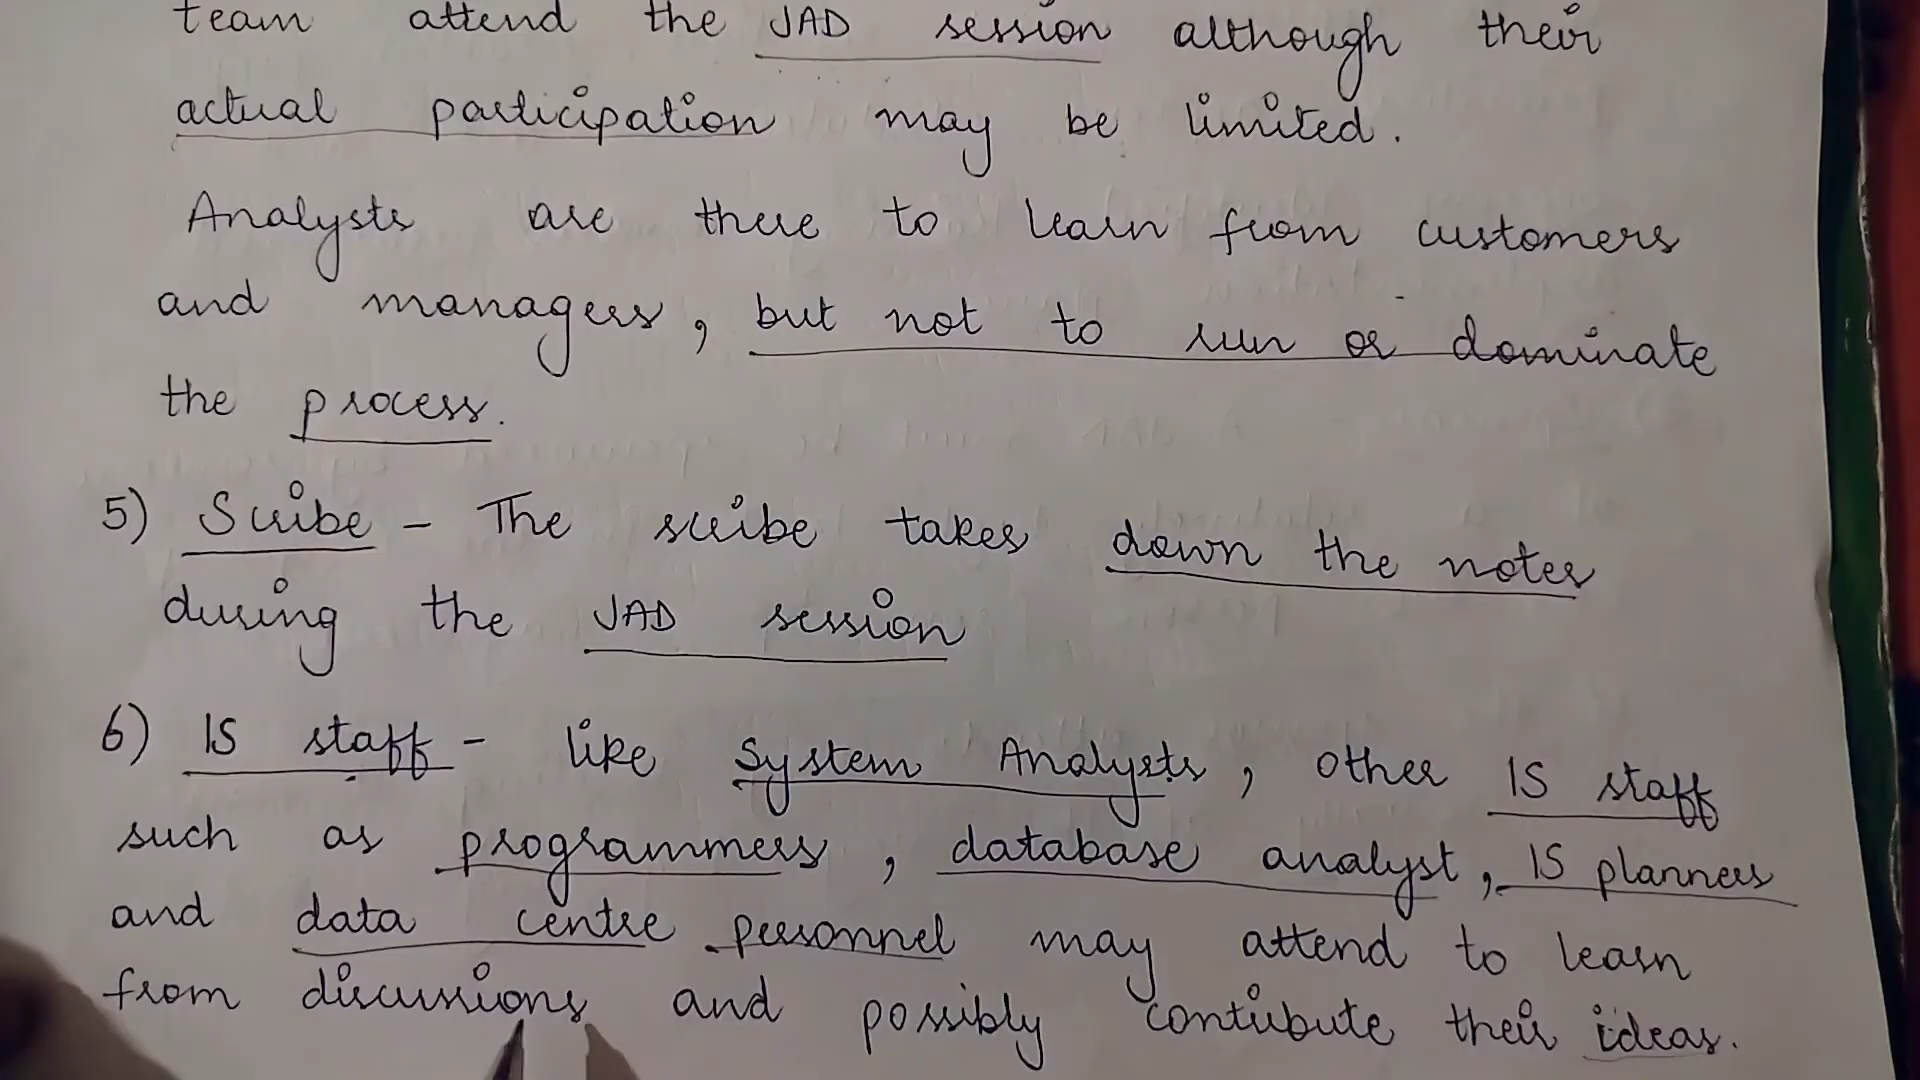 team attend the JAD session although their
actual participation may be limited.
Analysts are there to learn from customers
and managers, but not to run or dominate
the process.
5) Scribe - The scribe takes down the notes
during the JAD session
6) IS staff - like System Analysts, other IS staff
such as programmers, database analyst, IS planners
and data centre personnel may attend to learn
from discussions and possibly contribute their ideas.